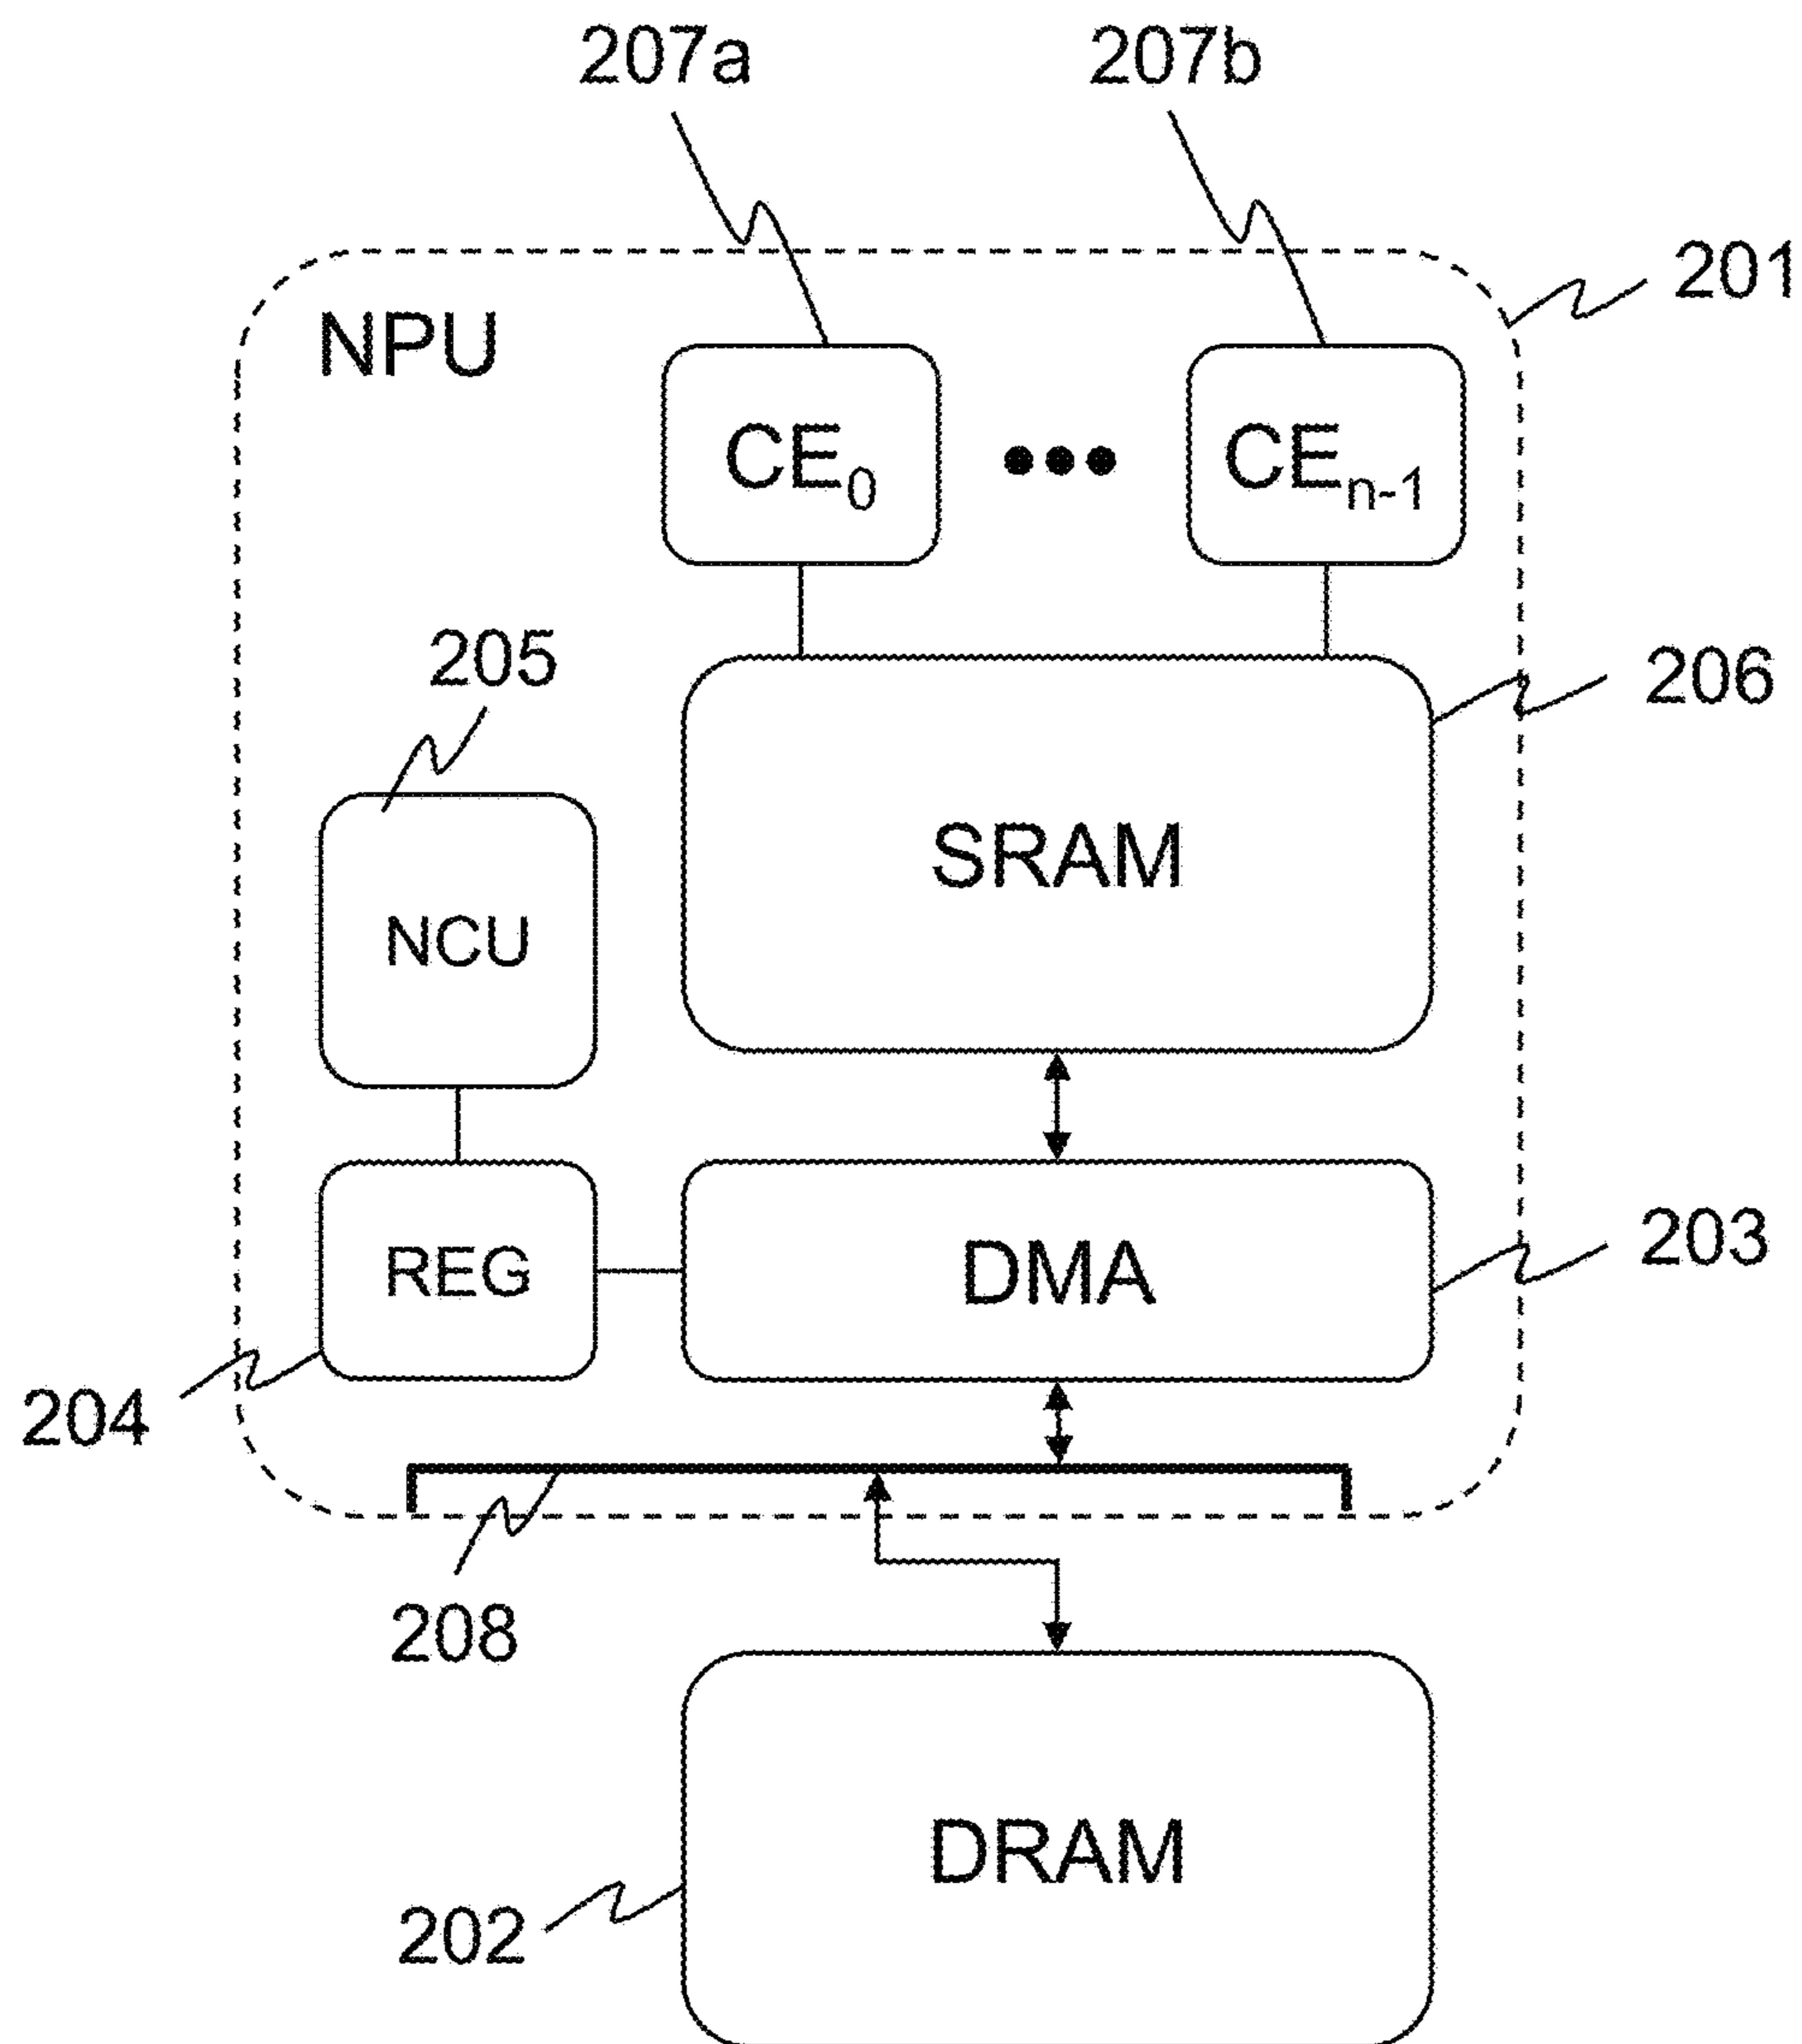 207a 207b
201
NPU
CE0 ••• CEn-1
205
206
SRAM
NCU
203
REG DMA
204
208
DRAM
202